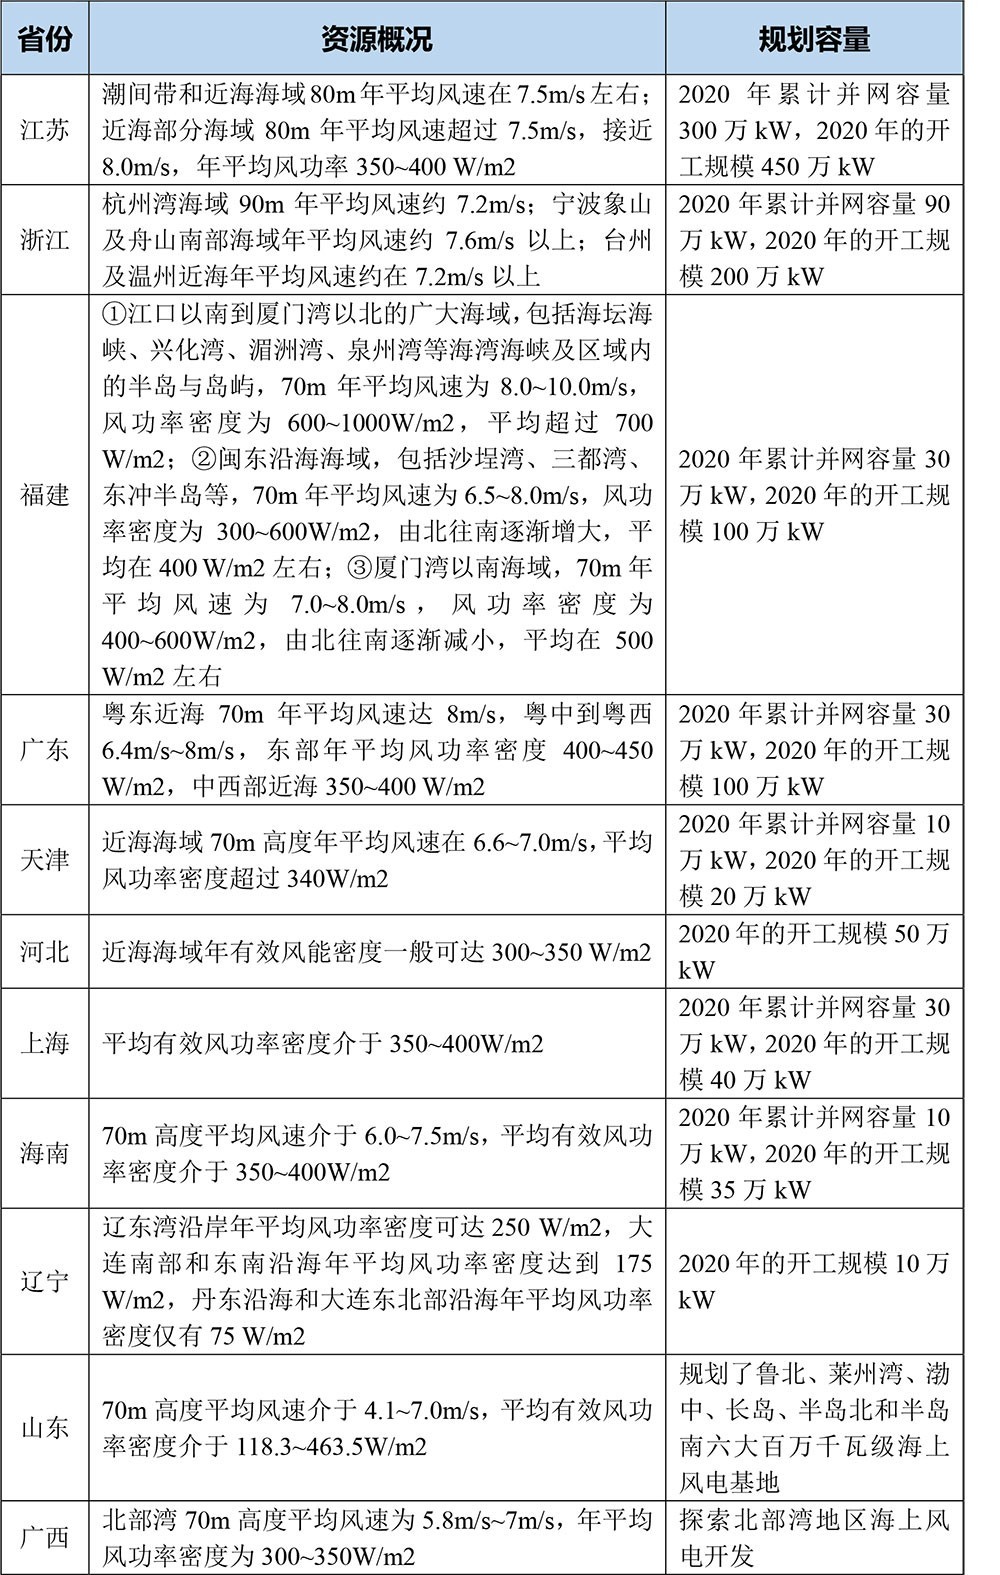 省份
资源概况
规划容量
江苏
潮间带和近海海域80m年平均风速在7.5m/s左右；
近海部分海域 80m 年平均风速超过 7.5m/s，接近
8.0m/s，年平均风功率 350~400 W/m2
2020 年累计并网容量
300 万 kW，2020 年的开
工规模 450 万 kW
浙江
杭州湾海域 90m 年平均风速约 7.2m/s；宁波象山
及舟山南部海域年平均风速约 7.6m/s 以上；台州
及温州近海年平均风速约在 7.2m/s 以上
2020 年累计并网容量 90
万 kW，2020 年的开工规
模 200 万 kW
福建
①江口以南到厦门湾以北的广大海域，包括海坛海
峡、兴化湾、湄洲湾、泉州湾等海湾海峡及区域内
的半岛与岛屿，70m 年平均风速为 8.0~10.0m/s，
风功率密度为 600~1000W/m2，平均超过 700
W/m2；②闽东沿海海域，包括沙埕湾、三都湾、
东冲半岛等，70m 年平均风速为 6.5~8.0m/s，风功
率密度为 300~600W/m2，由北往南逐渐增大，平
均在 400 W/m2 左右；③厦门湾以南海域，70m 年
平均风速为 7.0~8.0m/s，风功率密度为
400~600W/m2，由北往南逐渐减小，平均在 500
W/m2 左右
2020 年累计并网容量 30
万 kW，2020 年的开工规
模 100 万 kW
广东
粤东近海 70m 年平均风速达 8m/s，粤中到粤西
6.4m/s~8m/s，东部年平均风功率密度 400~450
W/m2，中西部近海 350~400 W/m2
2020 年累计并网容量 30
万 kW，2020 年的开工规
模 100 万 kW
天津
近海海域 70m 高度年平均风速在 6.6~7.0m/s，平均
风功率密度超过 340W/m2
2020 年累计并网容量 10
万 kW，2020 年的开工规
模 20 万 kW
河北
近海海域年有效风能密度一般可达 300~350 W/m2
2020 年的开工规模 50 万
kW
上海
平均有效风功率密度介于 350~400W/m2
2020 年累计并网容量 30
万 kW，2020 年的开工规
模 40 万 kW
海南
70m 高度平均风速介于 6.0~7.5m/s，平均有效风功
率密度介于 350~400W/m2
2020 年累计并网容量 10
万 kW，2020 年的开工规
模 35 万 kW
辽宁
辽东湾沿岸年平均风功率密度可达 250 W/m2，大
连南部和东南沿海年平均风功率密度达到 175
W/m2，丹东沿海和大连东北部沿海年平均风功率
密度仅有 75 W/m2
2020 年的开工规模 10 万
kW
山东
70m 高度平均风速介于 4.1~7.0m/s，平均有效风功
率密度介于 118.3~463.5W/m2
规划了鲁北、莱州湾、渤
中、长岛、半岛北和半岛
南六大百万千瓦级海上
风电基地
广西
北部湾 70m 高度平均风速为 5.8m/s~7m/s，年平均
风功率密度为 300~350W/m2
探索北部湾地区海上风
电开发